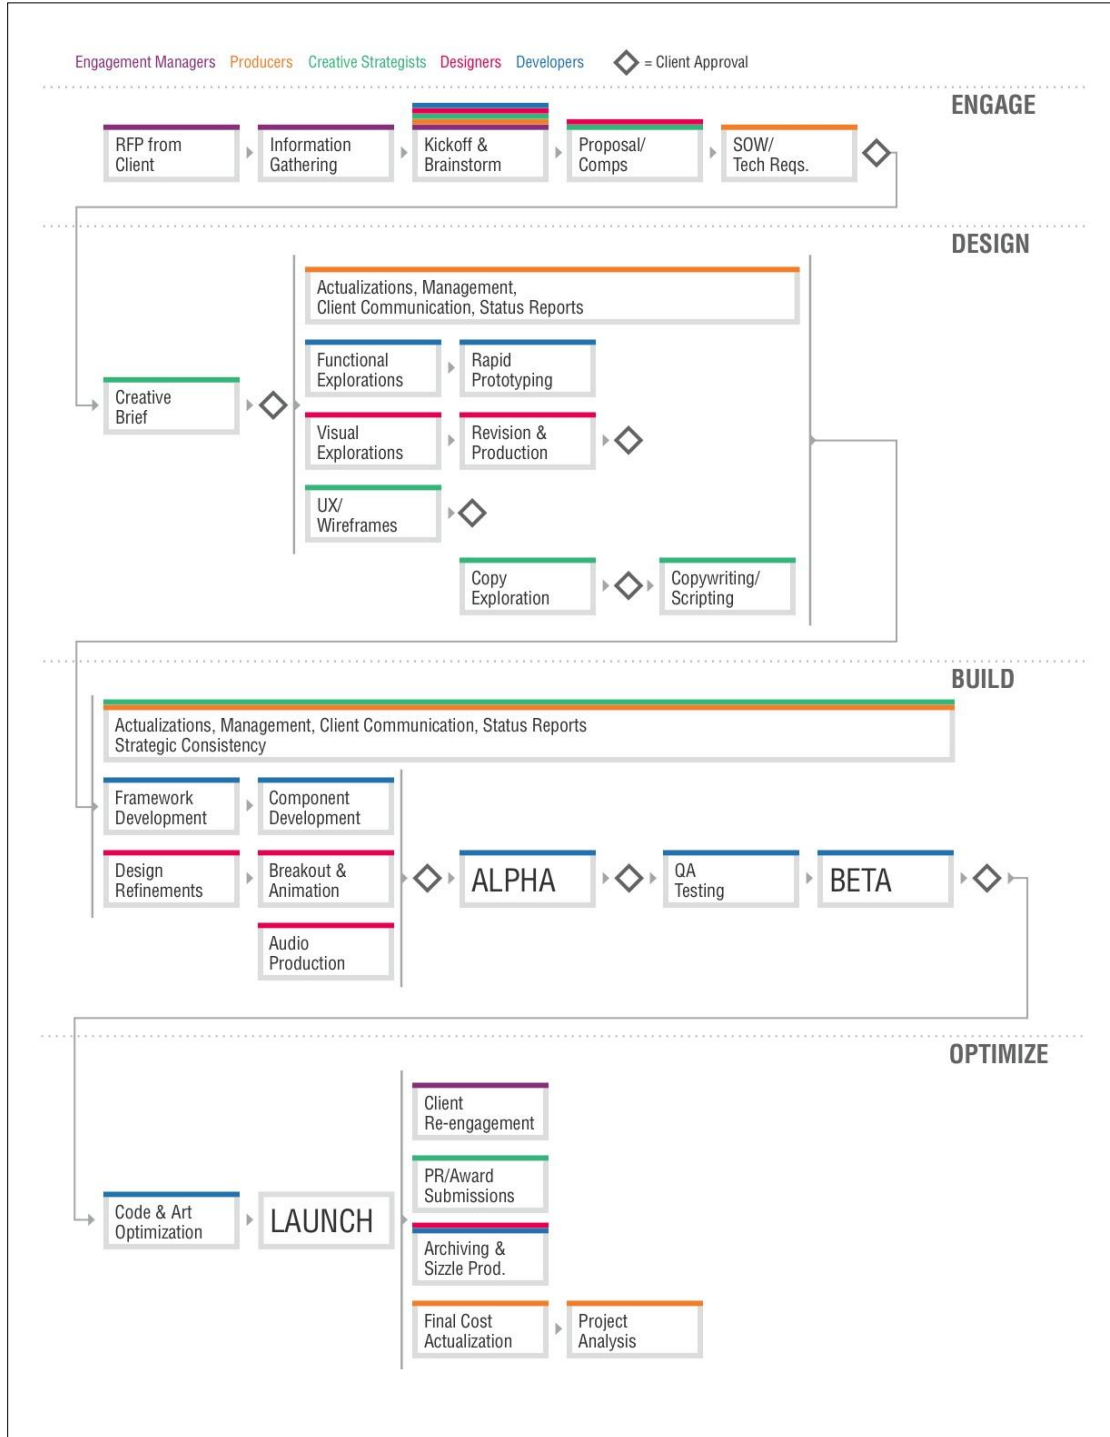 Engagement Managers Producers Creative Strategists Designers Developers = Client Approval
ENGAGE
RFP from
Client
Information
Gathering
Kickoff &
Brainstorm
Proposal/
Comps
SOW/
Tech Reqs.
DESIGN
Actualizations, Management,
Client Communication, Status Reports
Functional
Explorations
Rapid
Prototyping
Creative
Brief
Visual
Explorations
Revision &
Production
UX/
Wireframes
Copy
Exploration
Copywriting/
Scripting
BUILD
Actualizations, Management, Client Communication, Status Reports
Strategic Consistency
Framework
Development
Component
Development
Design
Refinements
Breakout &
Animation
ALPHA
QA
Testing
BETA
Audio
Production
OPTIMIZE
Client
Re-engagement
PR/Award
Submissions
Code & Art
Optimization
LAUNCH
Archiving &
Sizzle Prod.
Final Cost
Actualization
Project
Analysis